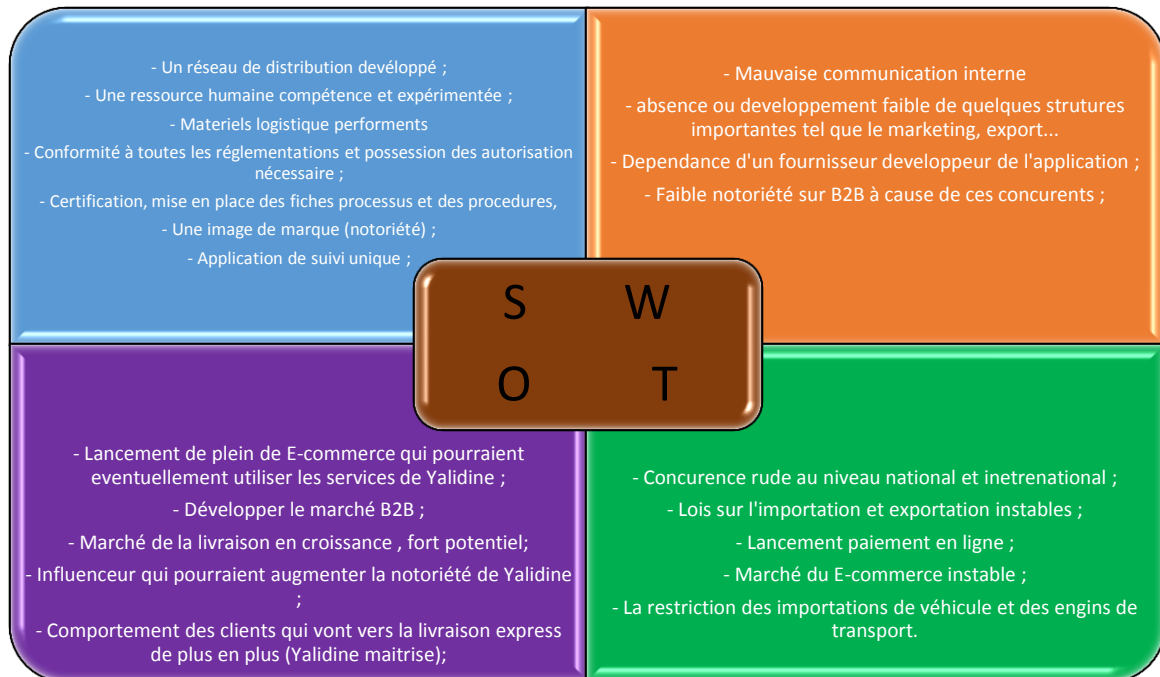 - Un réseau de distribution devéloppé ;
- Une ressource humaine compétence et expérimentée ;
- Materiels logistique performents
- Conformité à toutes les réglementations et possession des autorisation
nécessaire ;
- Certification, mise en place des fiches processus et des procedures,
- Une image de marque (notoriété) ;
- Application de suivi unique ;
- Mauvaise communication interne
- absence ou developpement faible de quelques strutures
importantes tel que le marketing, export...
- Dependance d'un fournisseur developpeur de l'application ;
- Faible notoriété sur B2B à cause de ces concurents ;
S W
O T
- Lancement de plein de E-commerce qui pourraient
eventuellement utiliser les services de Yalidine ;
- Développer le marché B2B ;
- Marché de la livraison en croissance , fort potentiel;
- Influenceur qui pourraient augmenter la notoriété de Yalidine
;
- Comportement des clients qui vont vers la livraison express
de plus en plus (Yalidine maitrise);
- Concurence rude au niveau national et inetrenational ;
- Lois sur l'importation et exportation instables ;
- Lancement paiement en ligne ;
- Marché du E-commerce instable ;
- La restriction des importations de véhicule et des engins de
transport.